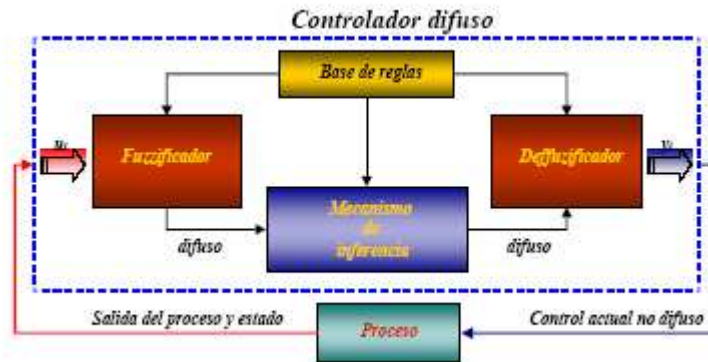 Controlador difuso
Base de reglas
Fuzzificador
Deffuzificador
Mecanismo
de
inferencia
difuso
difuso
Salida del proceso y estado
Proceso
Control actual no difuso